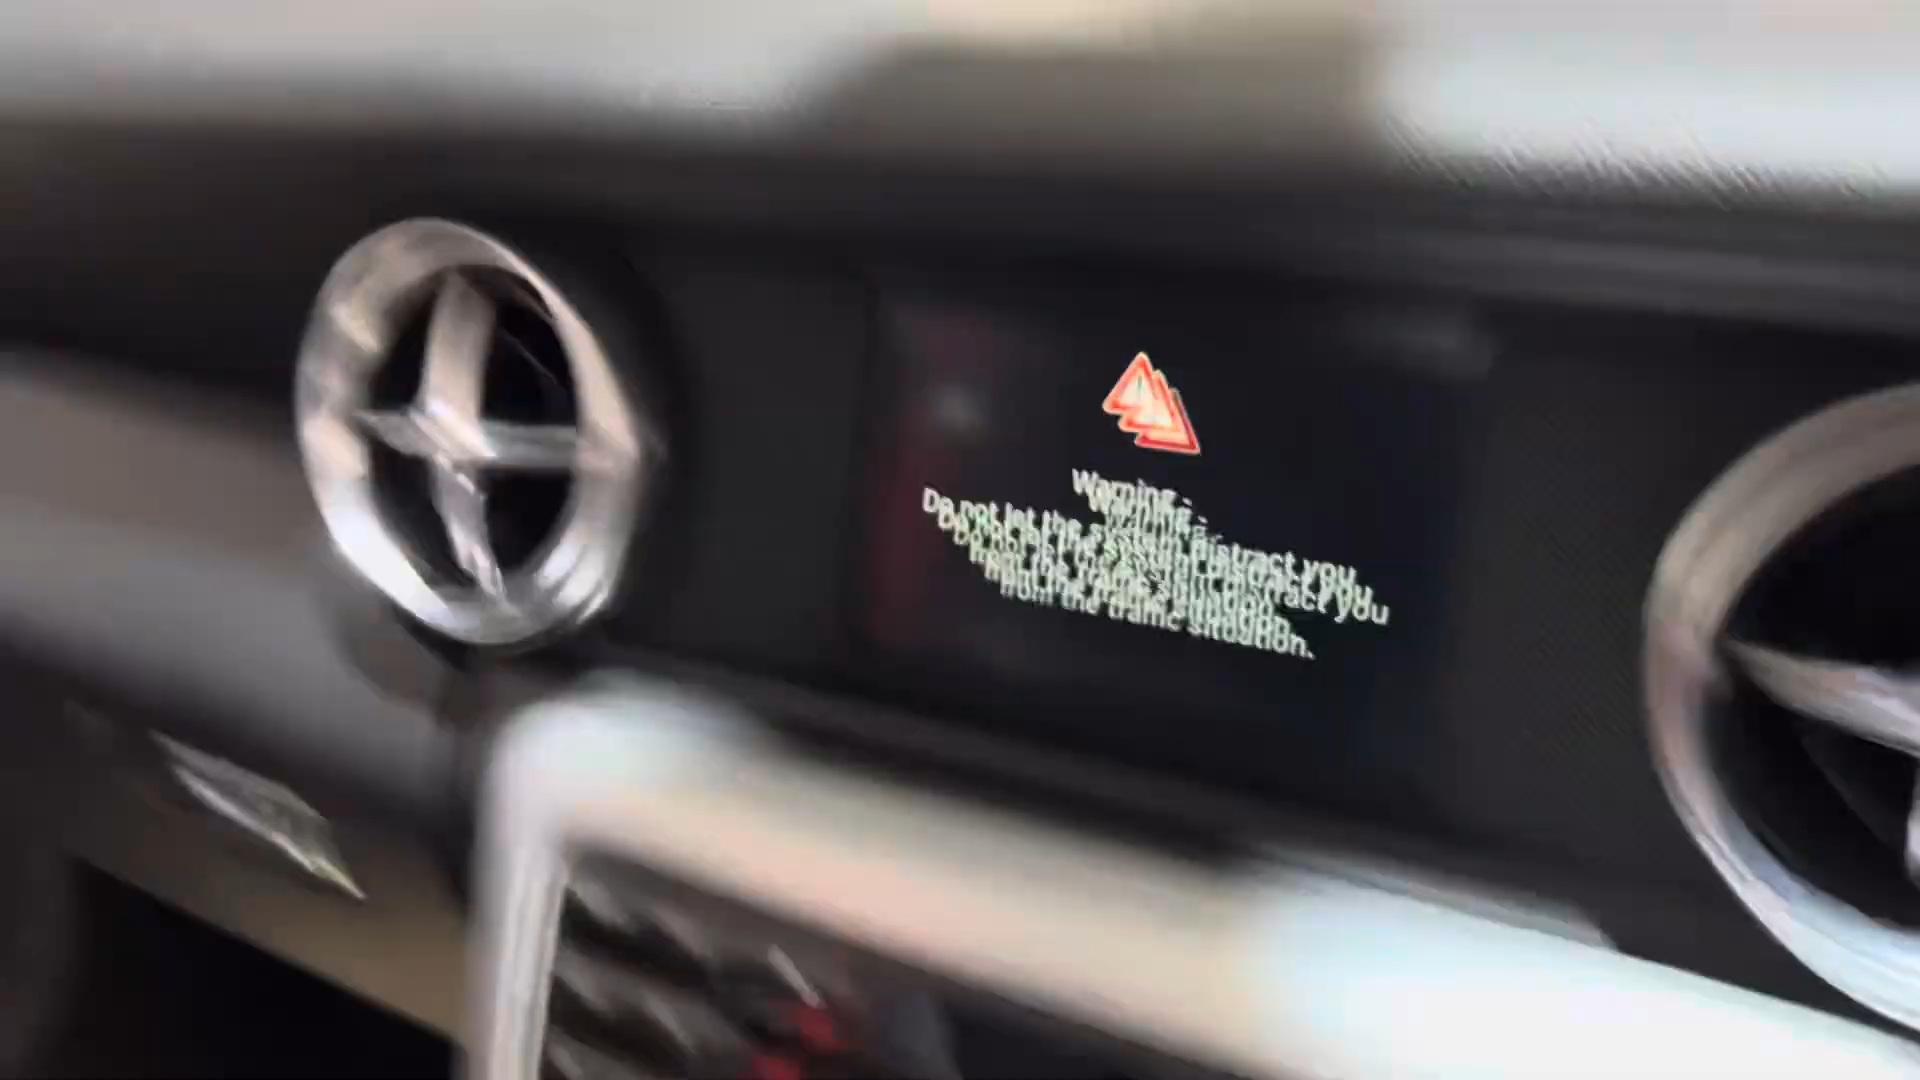 Warning -
Do not let the system distract you
from the traffic situation.